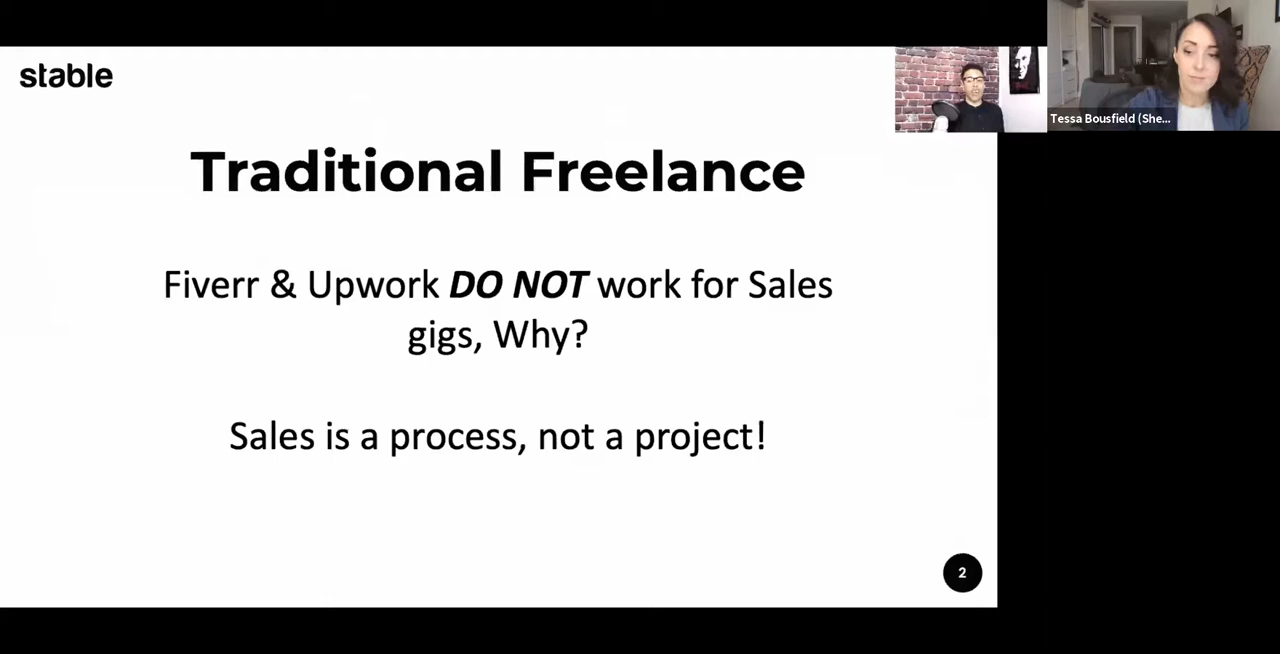 stable
Tessa Bousfield (She...
Traditional Freelance
Fiverr & Upwork DO NOT work for Sales
gigs, Why?
Sales is a process, not a project!
2